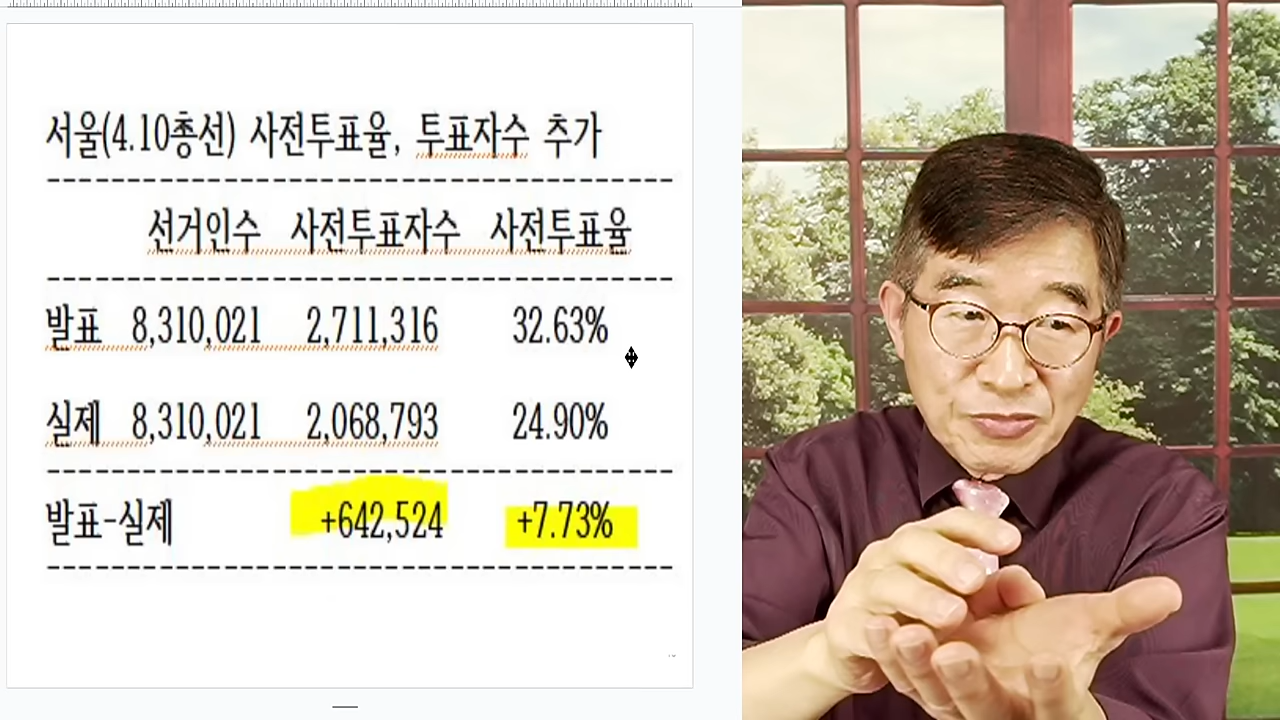 서울(4.10총선) 사전투표율, 투표자수 추가
선거인수 사전투표자수 사전투표율
발표 8,310,021 2,711,316 32.63%
실제 8,310,021 2,068,793 24.90%
발표-실제 +642,524 +7.73%